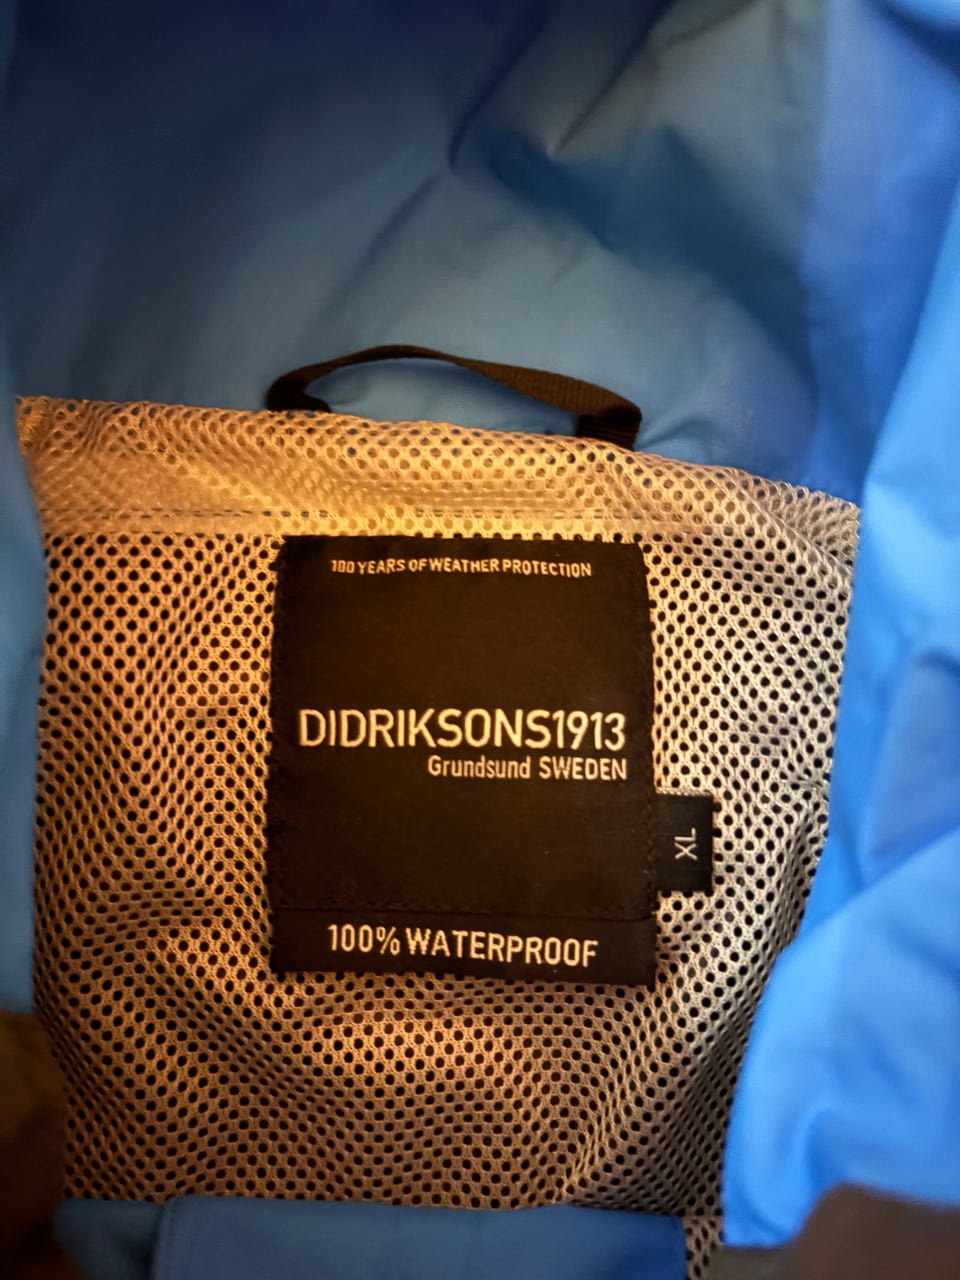 100 YEARS OF WEATHER PROTECTION
DIDRIKSONS1913
Grundsund SWEDEN
XL
100% WATERPROOF